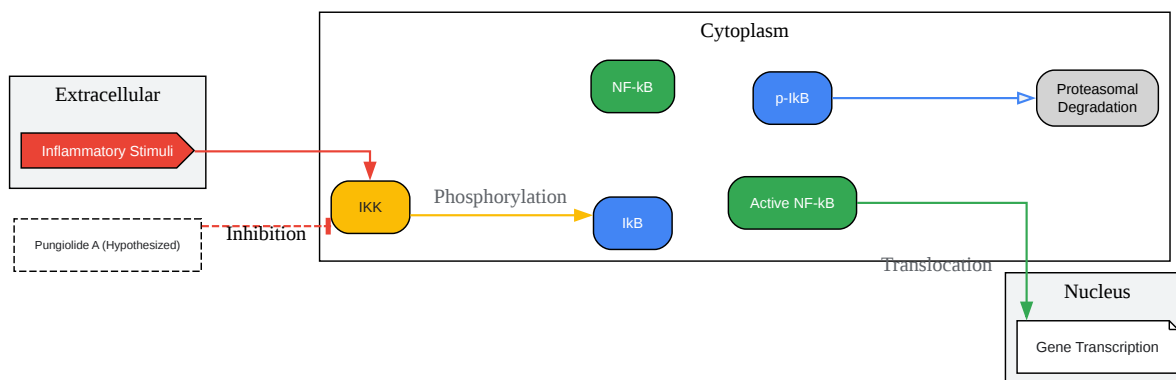 Cytoplasm
Extracellular
NF-kB
p-IkB
Proteasomal
Degradation
Inflammatory Stimuli
Phosphorylation
IKK
IkB
Active NF-kB
Pungiolide A (Hypothesized)
Inhibition
Translocation
Nucleus
Gene Transcription